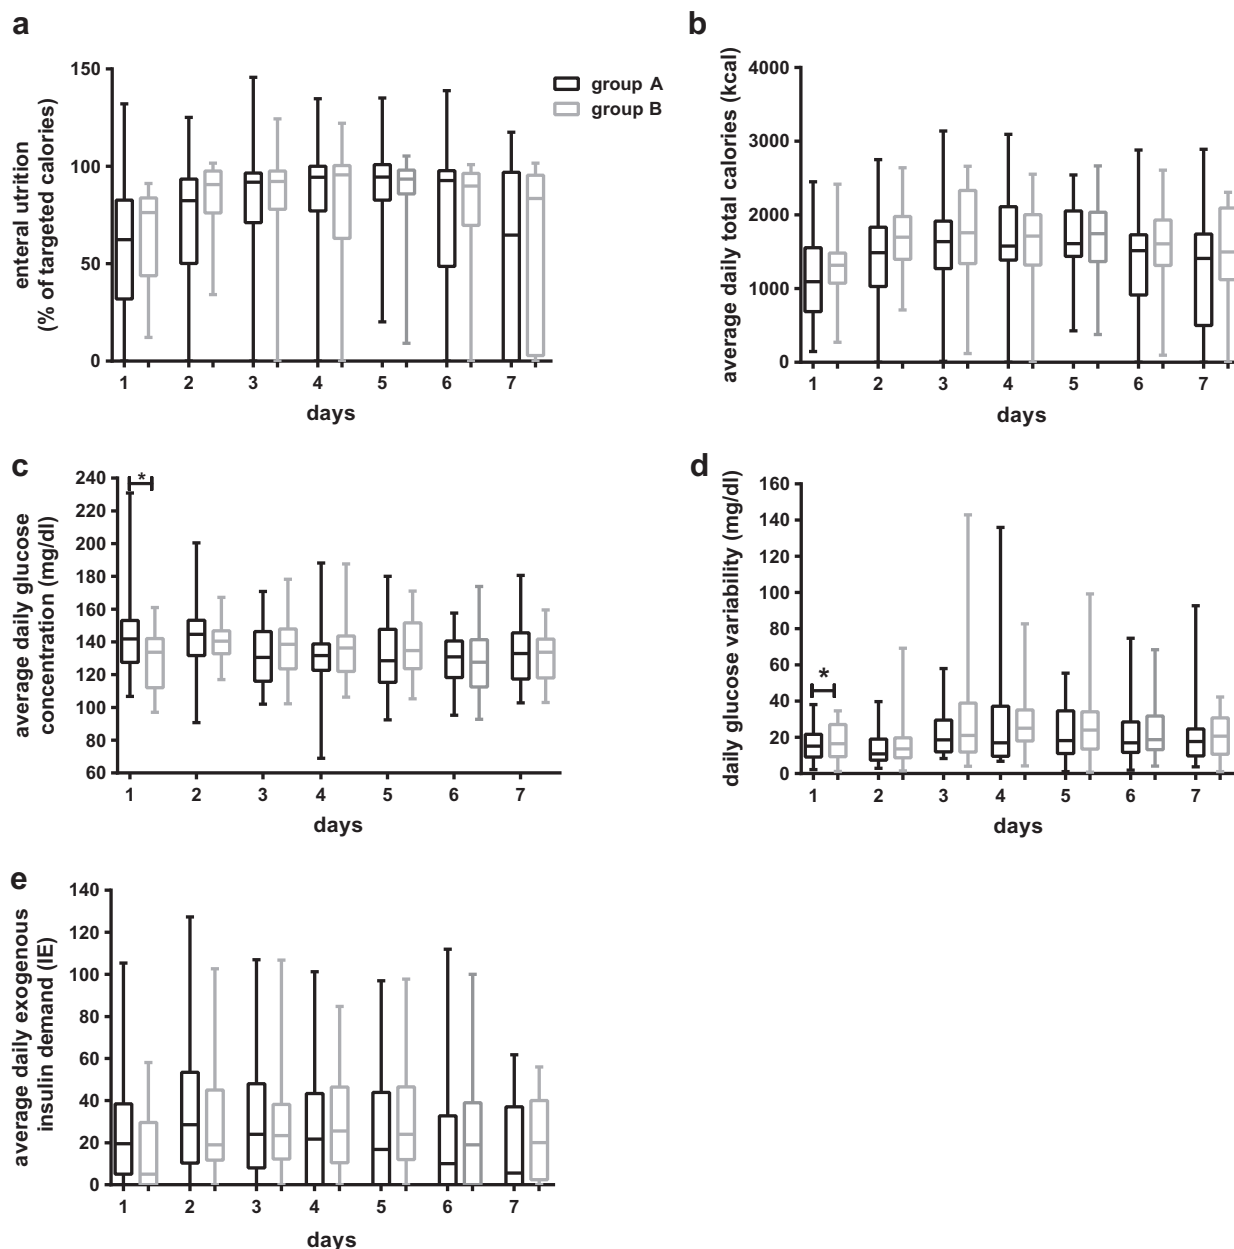 a
enteral utrition
(% of targeted calories)
150
100
50
0
1 2 3 4 5 6 7
days
group A
group B
b
average daily total calories (kcal)
4000
3000
2000
1000
0
1 2 3 4 5 6 7
days
c
average daily glucose
concentration (mg/dl)
240
220
200
180
160
140
120
100
80
60
*
1 2 3 4 5 6 7
days
d
daily glucose variability (mg/dl)
160
140
120
100
80
60
40
20
0
*
1 2 3 4 5 6 7
days
e
average daily exogenous
insulin demand (IE)
140
120
100
80
60
40
20
0
1 2 3 4 5 6 7
days